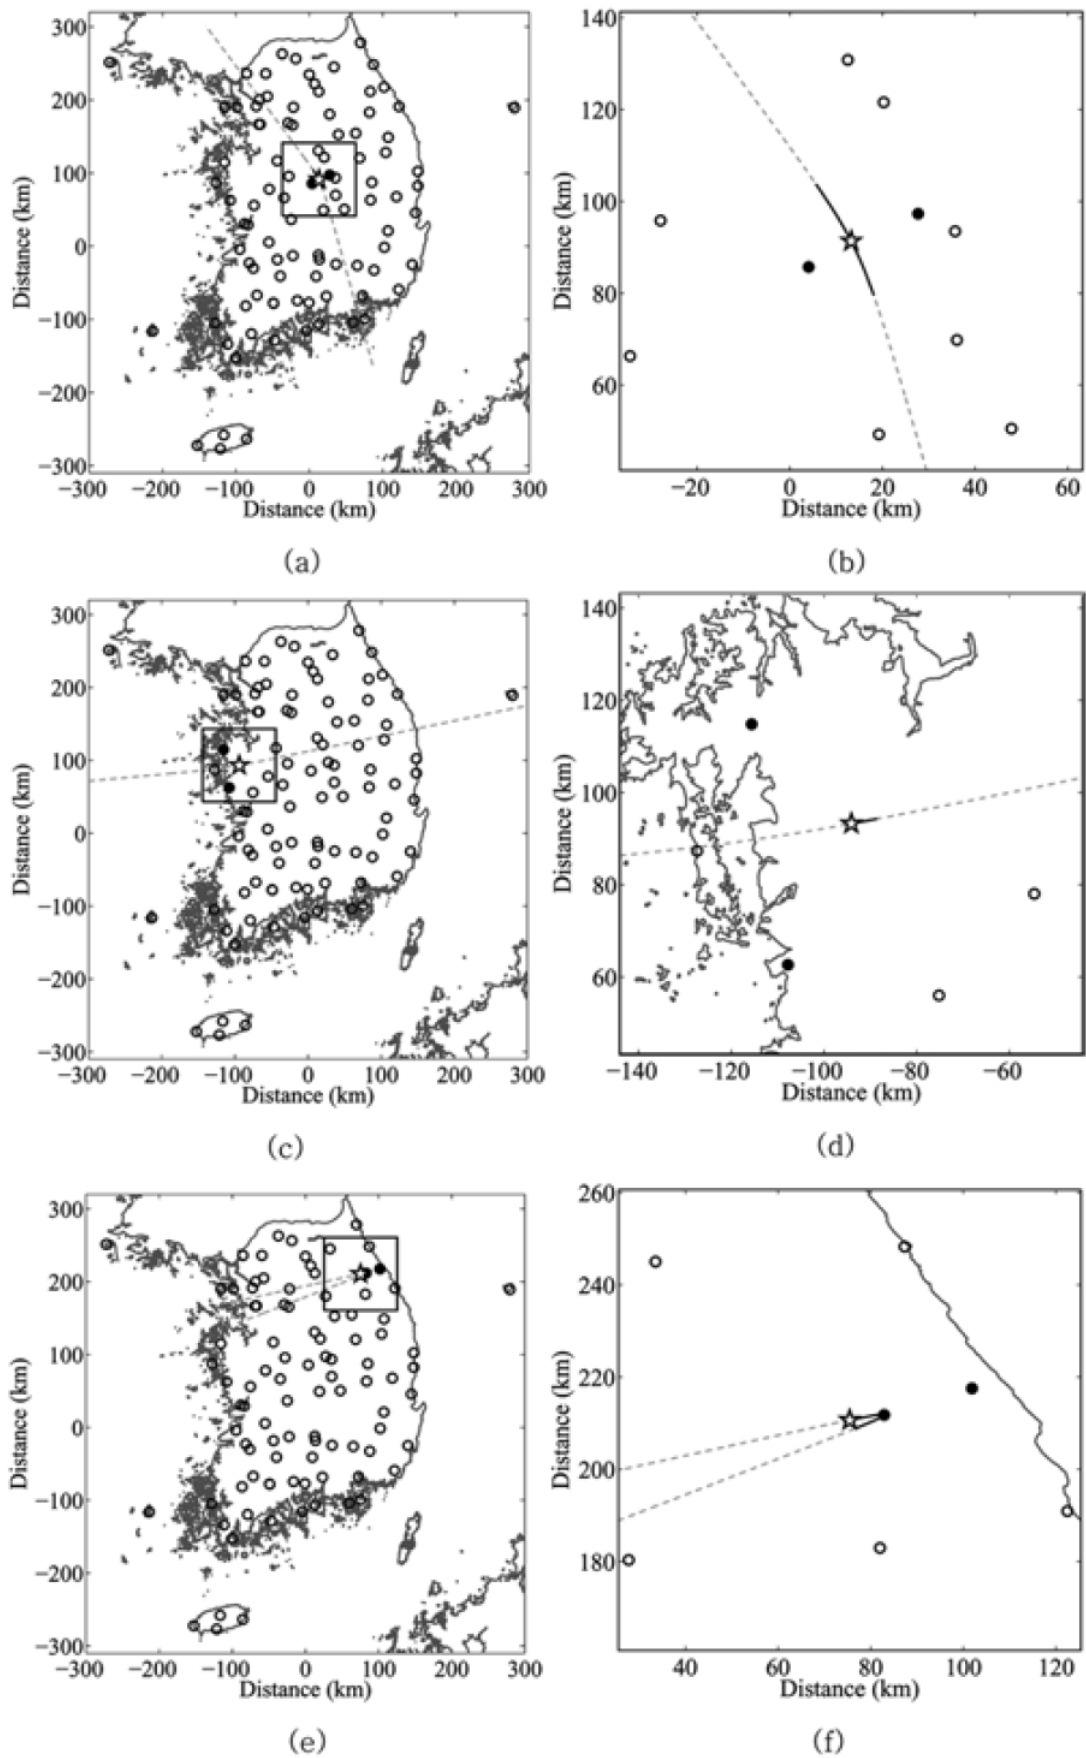 300
200
100
0
−100
−200
−300
Distance (km)
−300 −200 −100 0 100 200 300
Distance (km)
(a)
140
120
100
80
60
Distance (km)
−20 0 20 40 60
Distance (km)
(b)
300
200
100
0
−100
−200
−300
Distance (km)
−300 −200 −100 0 100 200 300
Distance (km)
(c)
140
120
100
80
60
Distance (km)
−140 −120 −100 −80 −60
Distance (km)
(d)
300
200
100
0
−100
−200
−300
Distance (km)
−300 −200 −100 0 100 200 300
Distance (km)
(e)
260
240
220
200
180
Distance (km)
40 60 80 100 120
Distance (km)
(f)